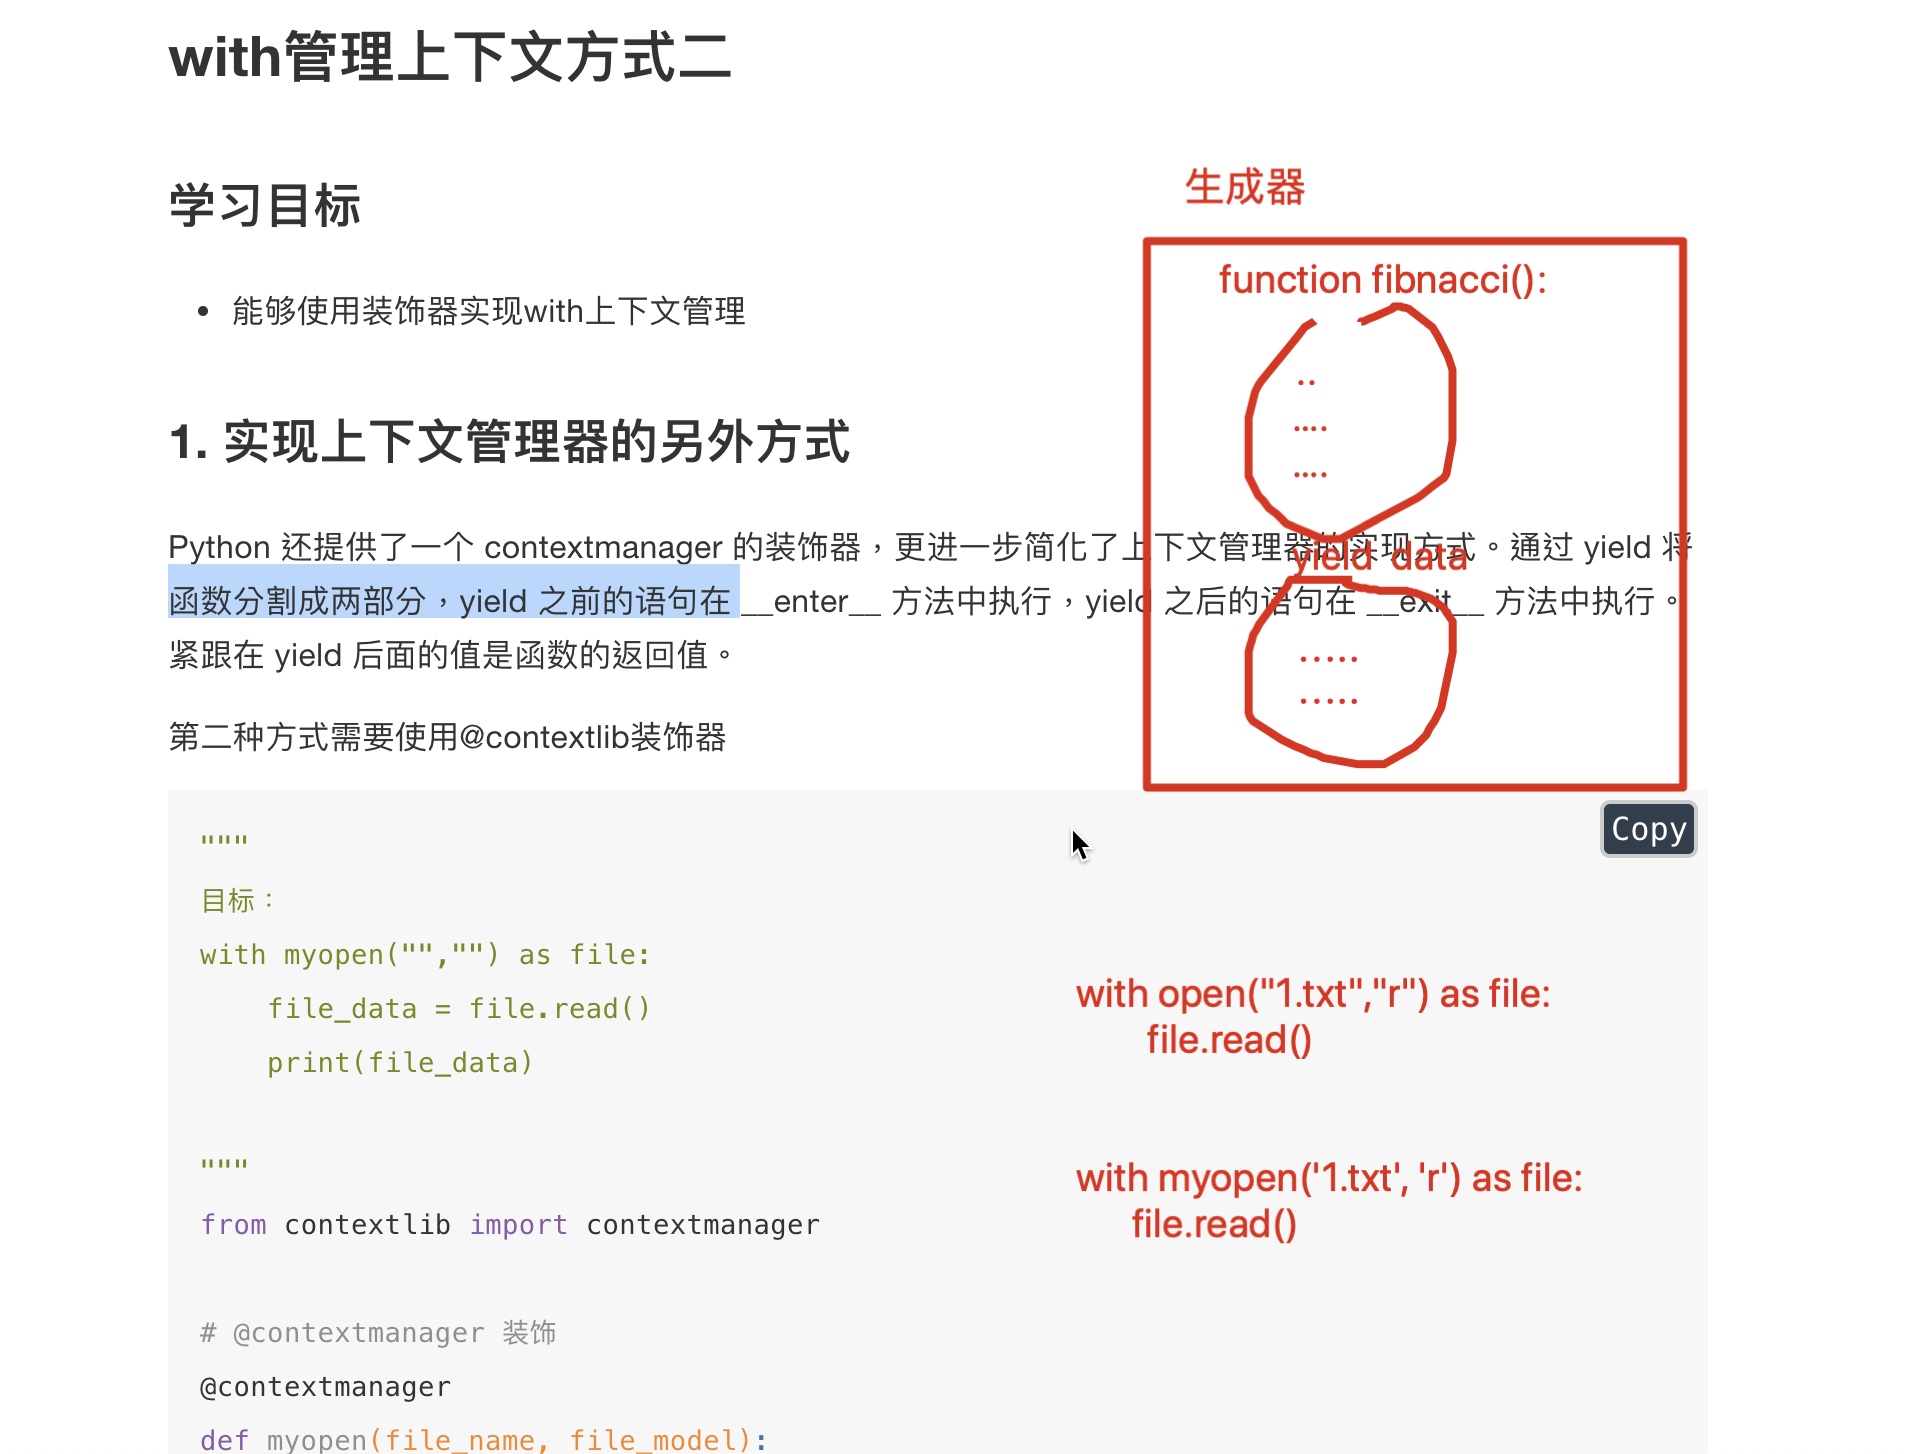 with管理上下文方式二
学习目标
• 能够使用装饰器实现with上下文管理
1. 实现上下文管理器的另外方式
Python 还提供了一个 contextmanager 的装饰器，更进一步简化了上下文管理器的实现方式。通过 yield 将
函数分割成两部分，yield 之前的语句在 __enter__ 方法中执行，yield 之后的语句在 __exit__ 方法中执行。
紧跟在 yield 后面的值是函数的返回值。
第二种方式需要使用@contextlib装饰器
生成器
function fibnacci():
..
....
....
yield data
.....
.....
Copy
"""
目标：
with myopen("","") as file:
    file_data = file.read()
    print(file_data)
"""
from contextlib import contextmanager
# @contextmanager 装饰
@contextmanager
def myopen(file_name, file_model):
with open("1.txt","r") as file:
file.read()
with myopen('1.txt', 'r') as file:
file.read()